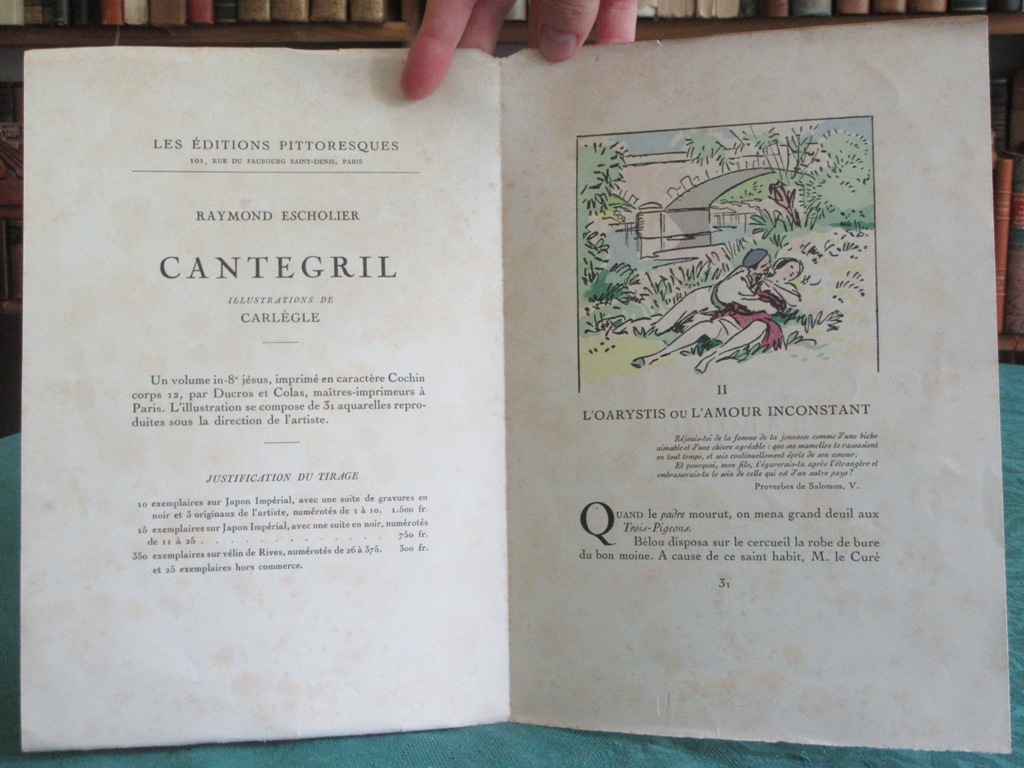 LES ÉDITIONS PITTORESQUES
101, RUE DU FAUBOURG SAINT-DENIS, PARIS
RAYMOND ESCHOLIER
CANTEGRIL
ILLUSTRATIONS DE
CARLÈGLE
Un volume in-8º jésus, imprimé en caractère Cochin
corps 12, par Ducros et Colas, maîtres-imprimeurs à
Paris. L'illustration se compose de 31 aquarelles repro-
duites sous la direction de l'artiste.
JUSTIFICATION DU TIRAGE
10 exemplaires sur Japon Impérial, avec une suite de gravures en
noir et 3 originaux de l'artiste, numérotés de 1 à 10. 1.500 fr.
15 exemplaires sur Japon Impérial, avec une suite en noir, numérotés
de 11 à 25 . . . . . . . . . . . 750 fr.
350 exemplaires sur vélin de Rives, numérotés de 26 à 375. 300 fr.
et 25 exemplaires hors commerce.
II
L'OARYSTIS OU L'AMOUR INCONSTANT
Réjouis-toi de la femme de ta jeunesse comme d'une biche
aimable et d'une chèvre agréable : que ses mamelles te rassasient
en tout temps, et sois continuellement épris de son amour.
Et pourquoi, mon fils, t'égarerais-tu après l'étrangère et
embrasserais-tu le sein de celle qui est d'un autre pays ?
Proverbes de Salomon, V.
QUAND le padre mourut, on mena grand deuil aux
Trois-Pigeons.
Bélou disposa sur le cercueil la robe de bure
du bon moine. A cause de ce saint habit, M. le Curé
31